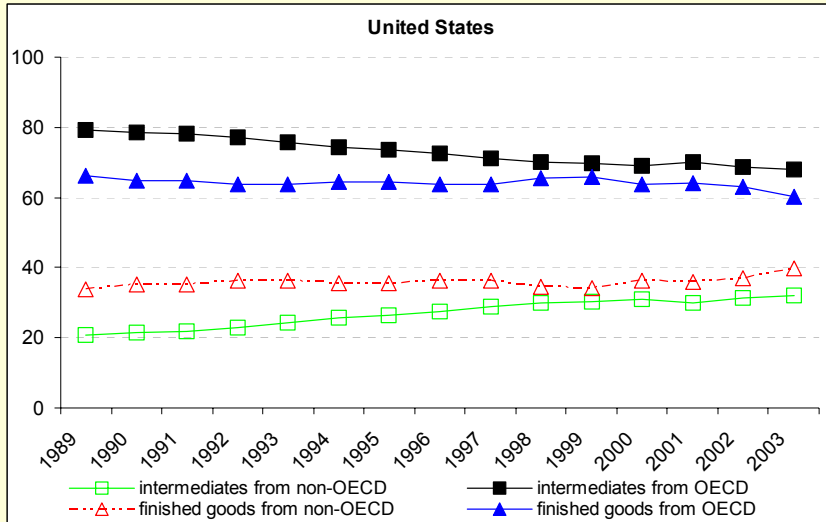 United States
100
80
60
40
20
0
1989 1990 1991 1992 1993 1994 1995 1996 1997 1998 1999 2000 2001 2002 2003
intermediates from non-OECD intermediates from OECD
finished goods from non-OECD finished goods from OECD